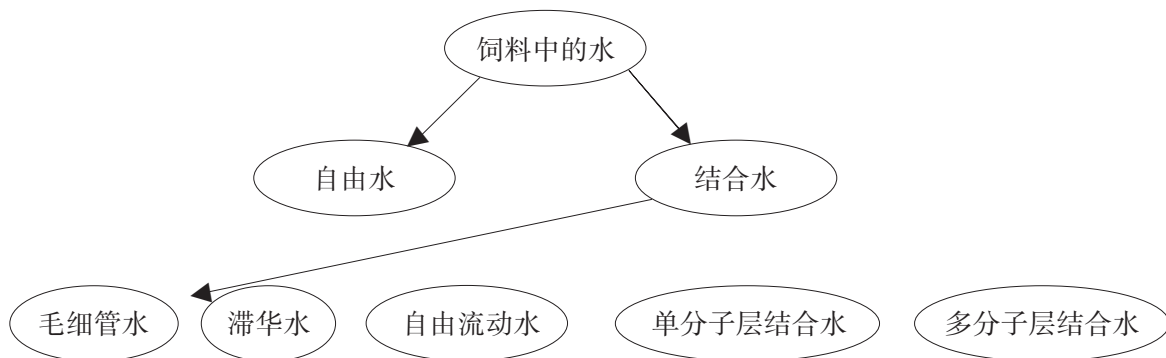 饲料中的水
自由水
结合水
毛细管水
滞华水
自由流动水
单分子层结合水
多分子层结合水